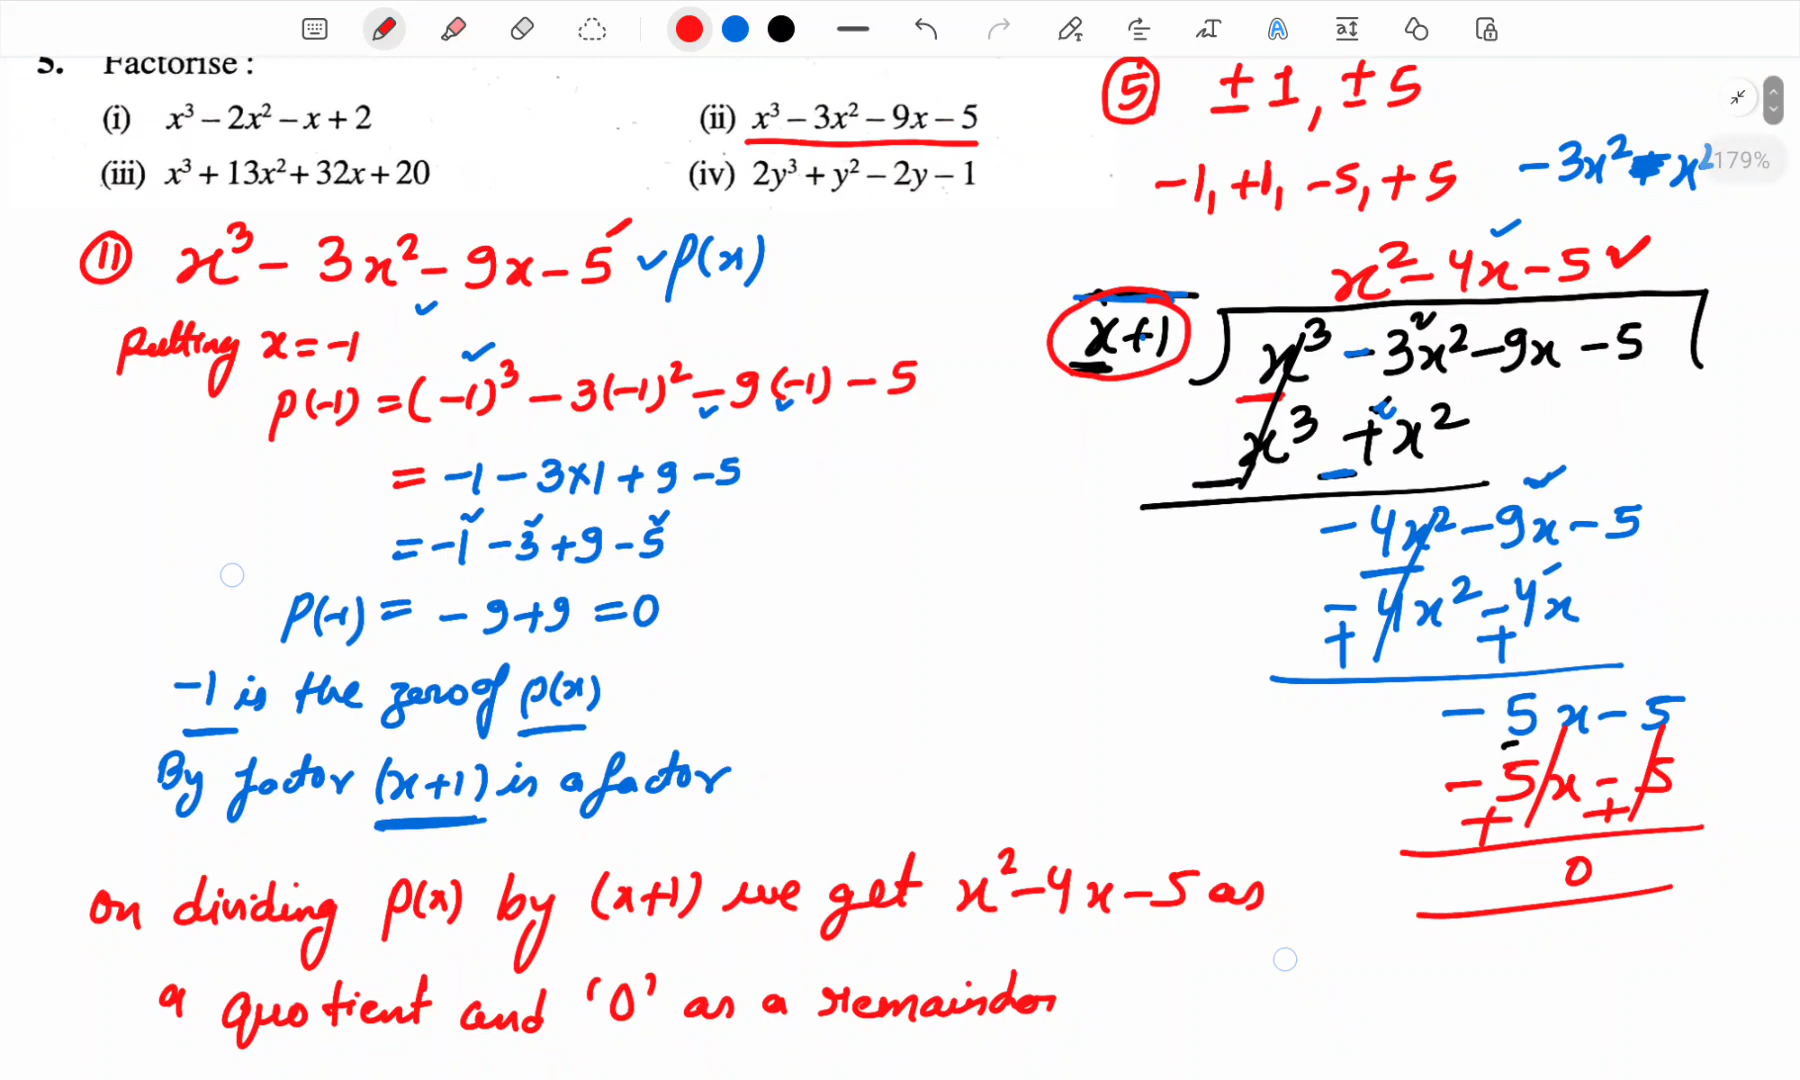 5. Factorise :
(i) x³ – 2x² – x + 2
(ii) x³ – 3x² – 9x – 5
(iii) x³ + 13x² + 32x + 20
(iv) 2y³ + y² – 2y – 1
(ii) x³ - 3x² - 9x - 5 p(x)
Putting x = -1
p(-1) = (-1)³ - 3(-1)² - 9(-1) - 5
= -1 - 3×1 + 9 - 5
= -1 - 3 + 9 - 5
P(-1) = - 9 + 9 = 0
-1 is the zero of p(x)
By factor (x+1) is a factor
on dividing p(x) by (x+1) we get x² - 4x - 5 as
a quotient and '0' as a remainder
5 ±1, ±5
-1, +1, -5, +5
-3x² - x²
179%
x² - 4x - 5
x+1 ) x³ - 3x² - 9x - 5 (
x³ + x²
- -
- 4x² - 9x - 5
- 4x² - 4x
+ +
- 5x - 5
- 5x - 5
+ +
0